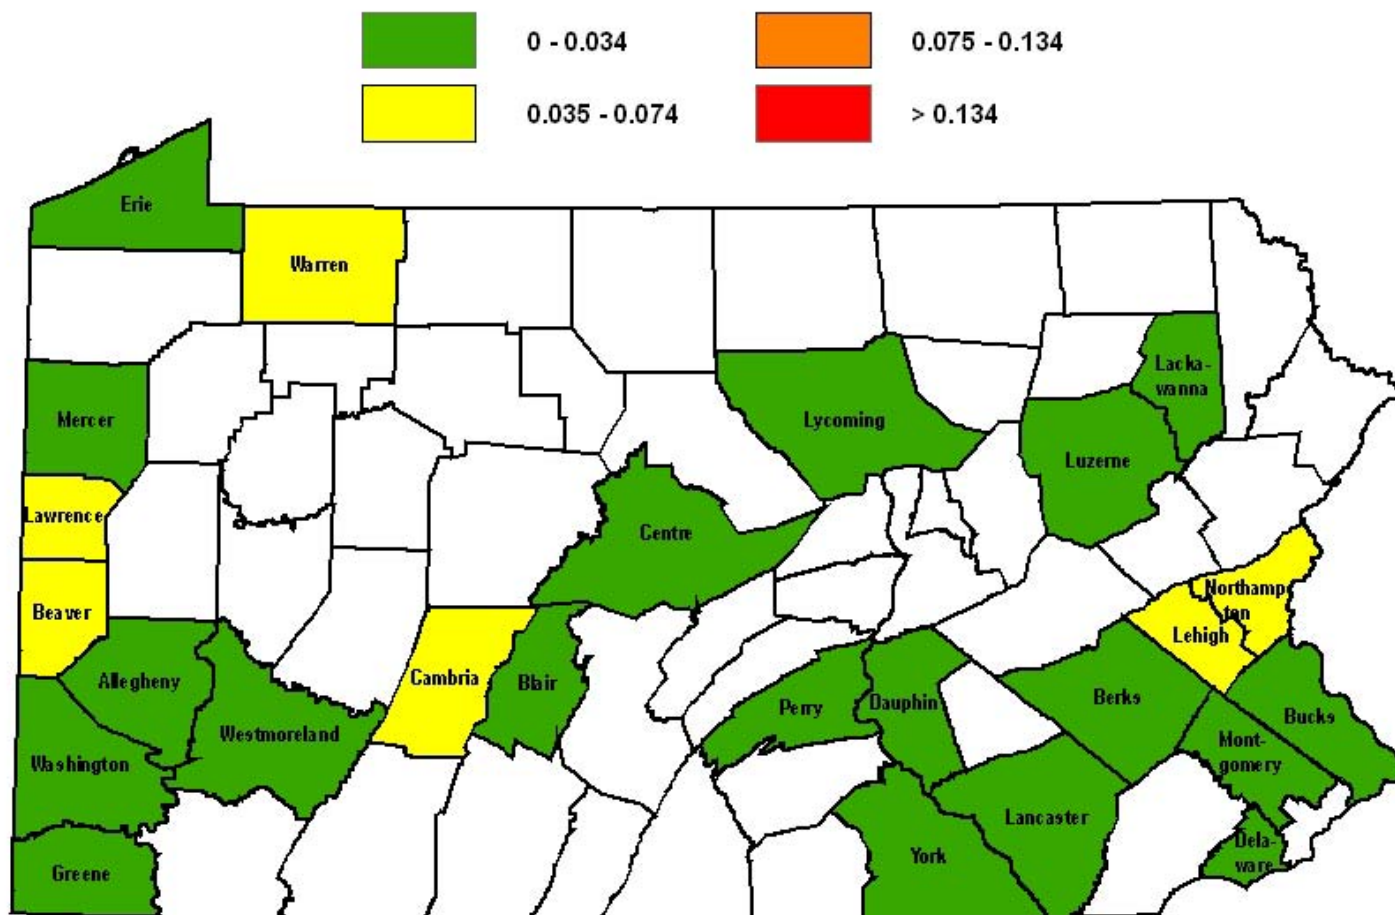 0 - 0.034
0.075 - 0.134
0.035 - 0.074
> 0.134
Erie
Warren
Lacka-
wanna
Mercer
Lycoming
Luzerne
Lawrence
Centre
Northamp-
ton
Beaver
Lehigh
Allegheny
Cambria
Blair
Berks
Perry
Dauphin
Bucks
Westmoreland
Mont-
gomery
Washington
Lancaster
Dela-
ware
York
Greene